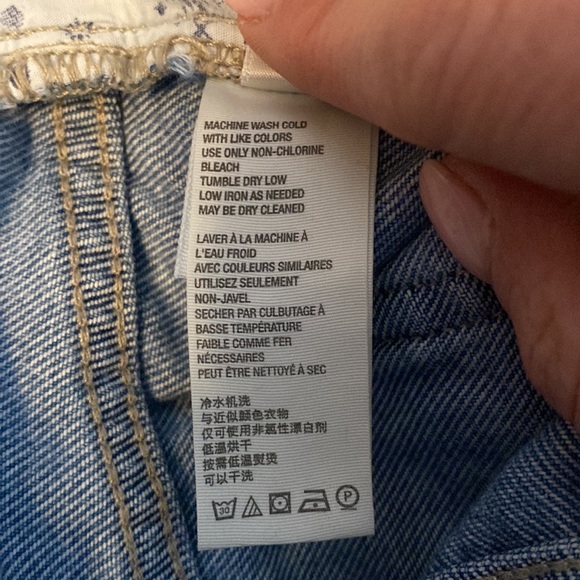 MACHINE WASH COLD
WITH LIKE COLORS
USE ONLY NON-CHLORINE
BLEACH
TUMBLE DRY LOW
LOW IRON AS NEEDED
MAY BE DRY CLEANED
LAVER À LA MACHINE À
L'EAU FROID
AVEC COULEURS SIMILAIRES
UTILISEZ SEULEMENT
NON-JAVEL
SECHER PAR CULBUTAGE À
BASSE TEMPÉRATURE
FAIBLE COMME FER
NÉCESSAIRES
PEUT ÊTRE NETTOYÉ À SEC
冷水机洗
与近似颜色衣物
仅可使用非氯性漂白剂
低温烘干
按需低温熨烫
可以干洗
30 P